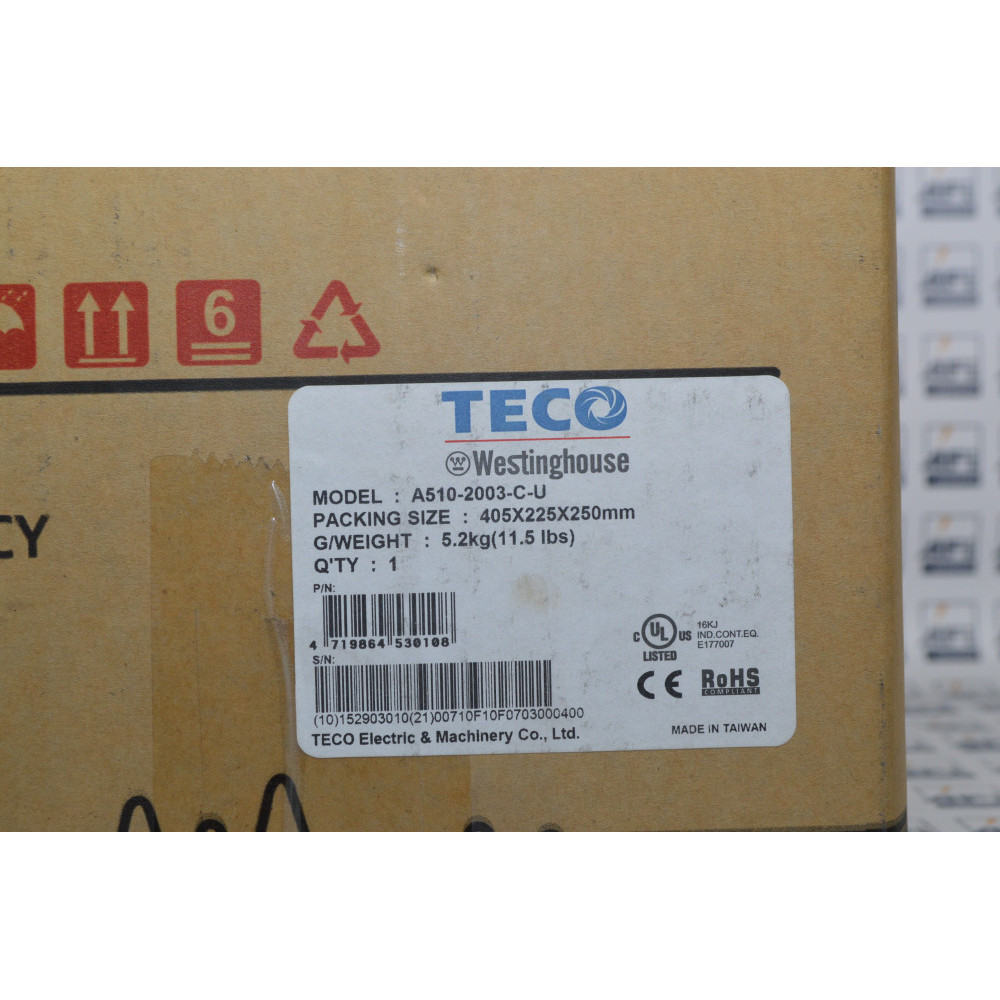 6
TECO
Westinghouse
CY
MODEL : A510-2003-C-U
PACKING SIZE : 405X225X250mm
G/WEIGHT : 5.2kg(11.5 lbs)
Q'TY : 1
P/N:
4 719864 530108
S/N:
(10)152903010(21)00710F10F0703000400
TECO Electric & Machinery Co., Ltd.
C UL US
LISTED
16KJ
IND.CONT.EQ.
E177007
CE
RoHS
COMPLIANT
MADE IN TAIWAN